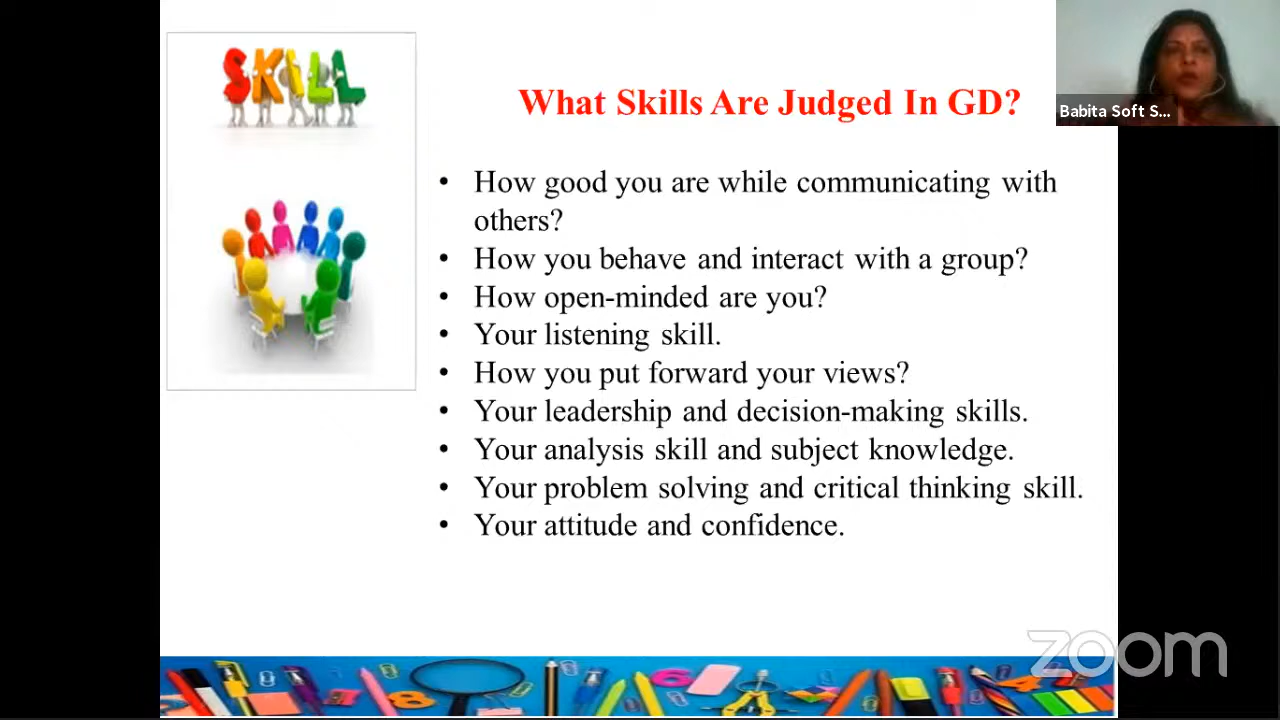 SKILL
What Skills Are Judged In GD?
Babita Soft S...
• How good you are while communicating with
others?
• How you behave and interact with a group?
• How open-minded are you?
• Your listening skill.
• How you put forward your views?
• Your leadership and decision-making skills.
• Your analysis skill and subject knowledge.
• Your problem solving and critical thinking skill.
• Your attitude and confidence.
zoom
8
6
4